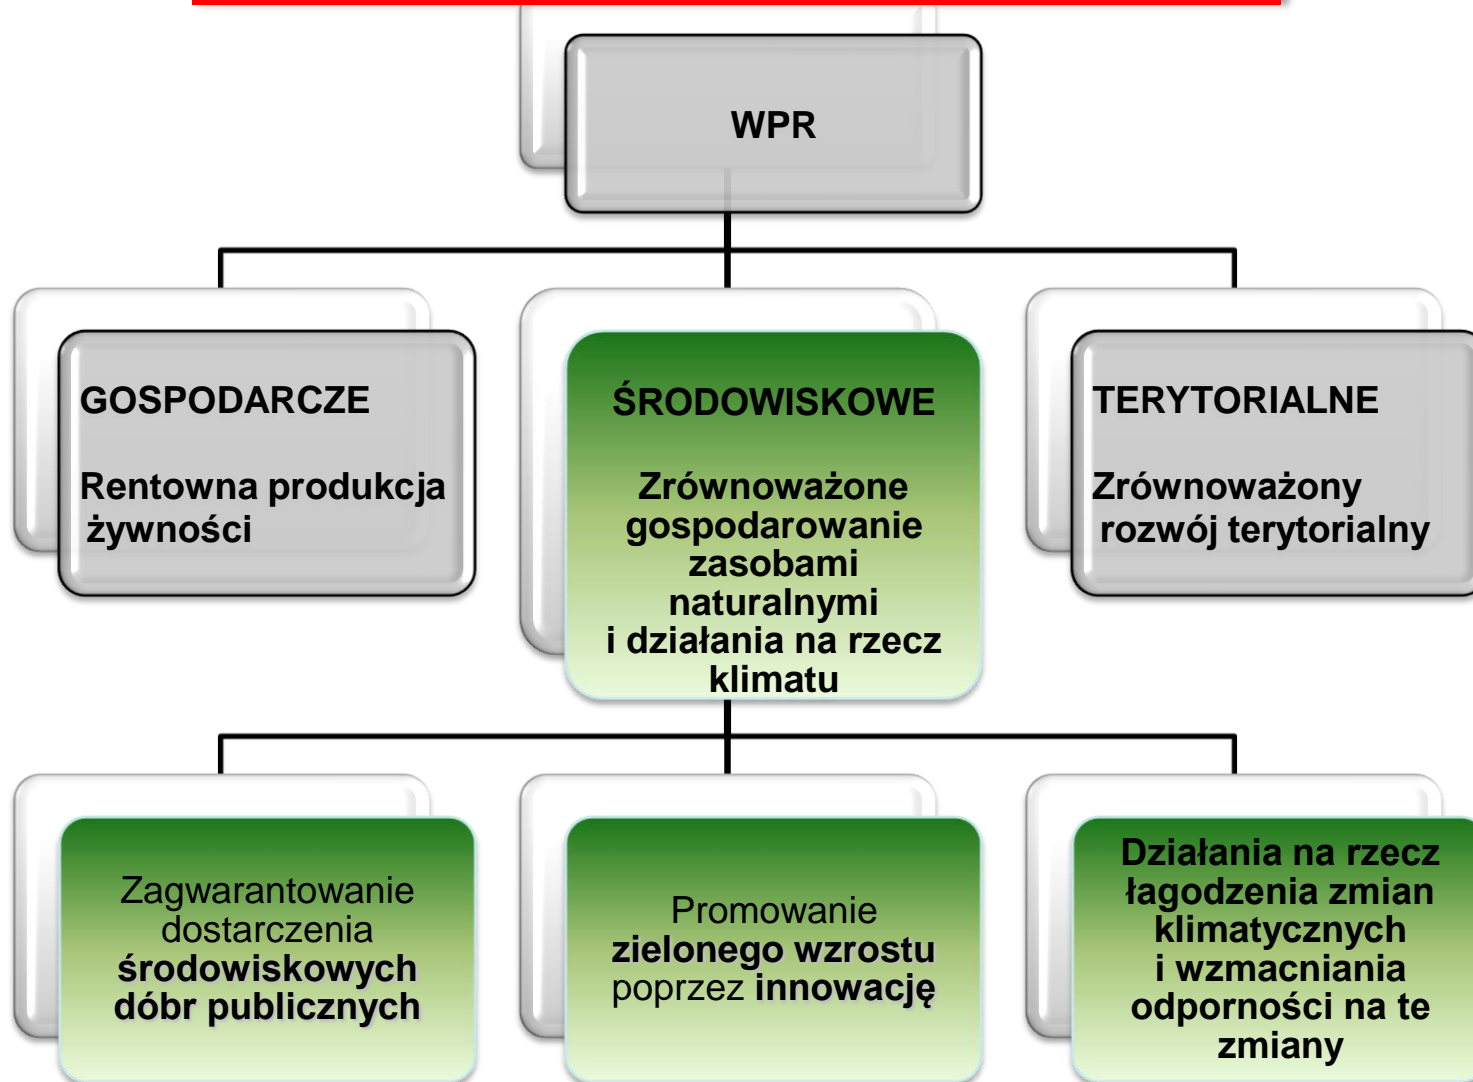 WPR
GOSPODARCZE
Rentowna produkcja
żywności
ŚRODOWISKOWE
Zrównoważone
gospodarowanie
zasobami
naturalnymi
i działania na rzecz
klimatu
TERYTORIALNE
Zrównoważony
rozwój terytorialny
Zagwarantowanie
dostarczenia
środowiskowych
dóbr publicznych
Promowanie
zielonego wzrostu
poprzez innowację
Działania na rzecz
łagodzenia zmian
klimatycznych
i wzmacniania
odporności na te
zmiany